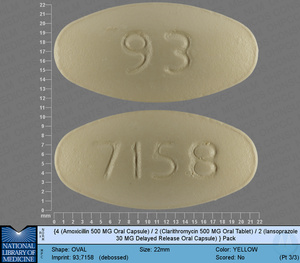 93
7158
{4 (Amoxicillin 500 MG Oral Capsule) / 2 (Clarithromycin 500 MG Oral Tablet) / 2 (lansoprazole
30 MG Delayed Release Oral Capsule) } Pack
Shape: OVAL
Size: 22mm
Color: YELLOW
Imprint: 93;7158 (debossed)
Scored: No
(Pt 3/3)
NATIONAL
LIBRARY OF
MEDICINE